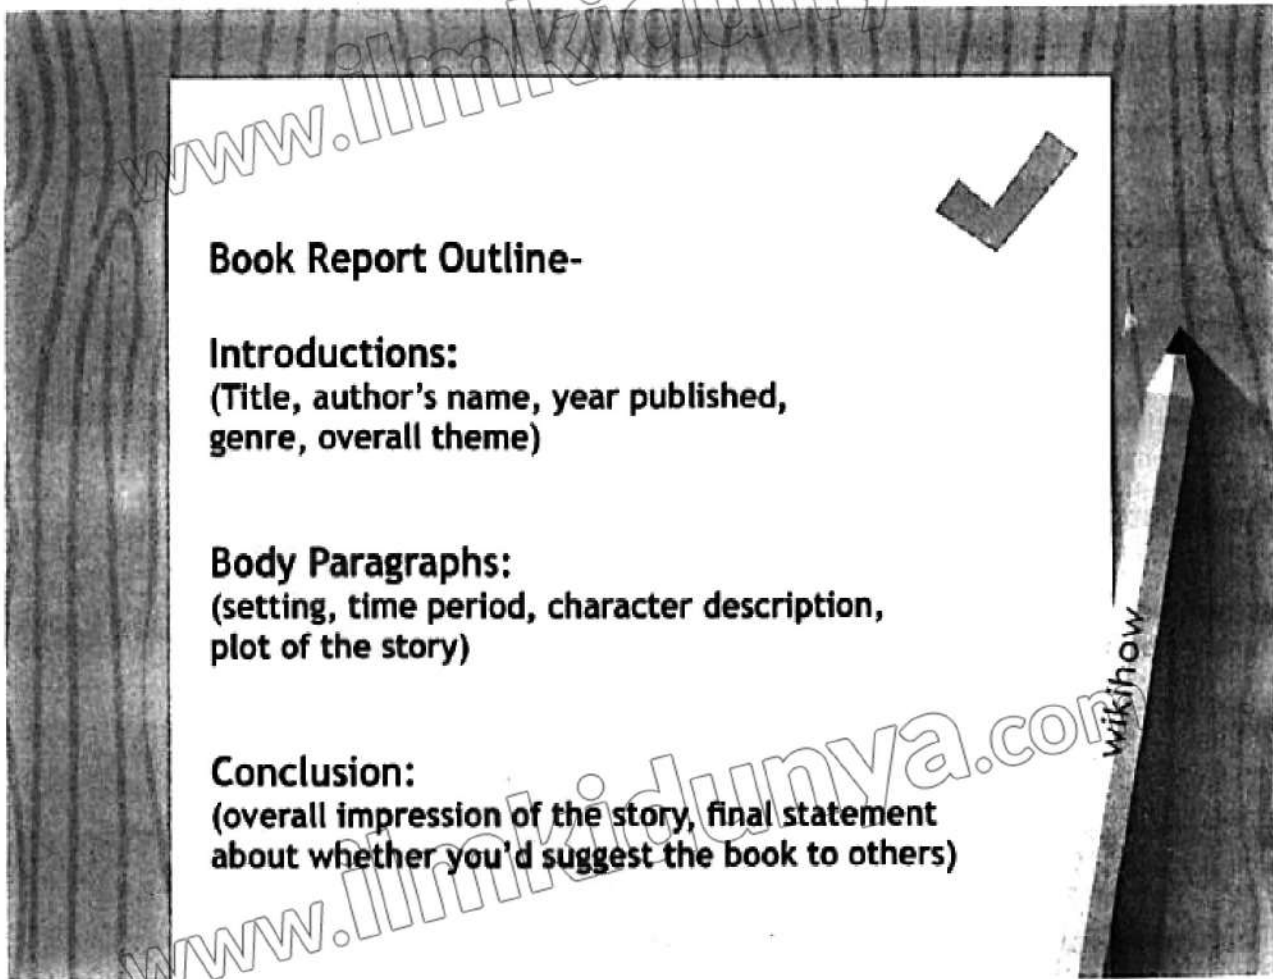 www.ilmkidunya
Book Report Outline-
Introductions:
(Title, author's name, year published,
genre, overall theme)
Body Paragraphs:
(setting, time period, character description,
plot of the story)
Conclusion:
(overall impression of the story, final statement
about whether you'd suggest the book to others)
wikihow
www.ilmkidunya.com